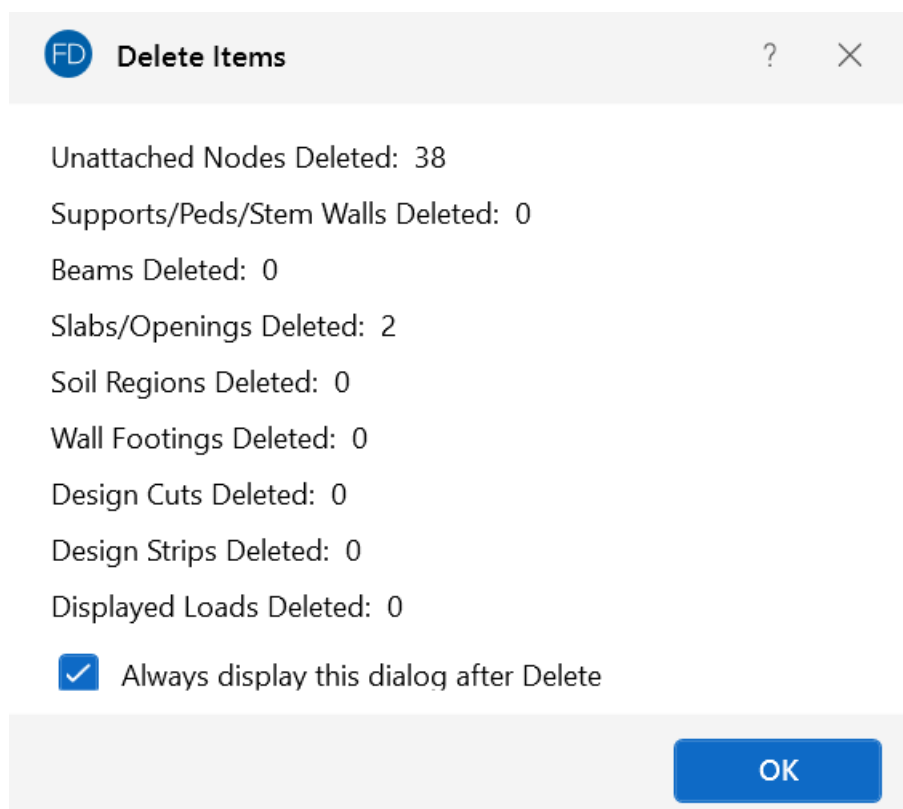 FD Delete Items ?
Unattached Nodes Deleted: 38
Supports/Peds/Stem Walls Deleted: 0
Beams Deleted: 0
Slabs/Openings Deleted: 2
Soil Regions Deleted: 0
Wall Footings Deleted: 0
Design Cuts Deleted: 0
Design Strips Deleted: 0
Displayed Loads Deleted: 0
Always display this dialog after Delete
OK